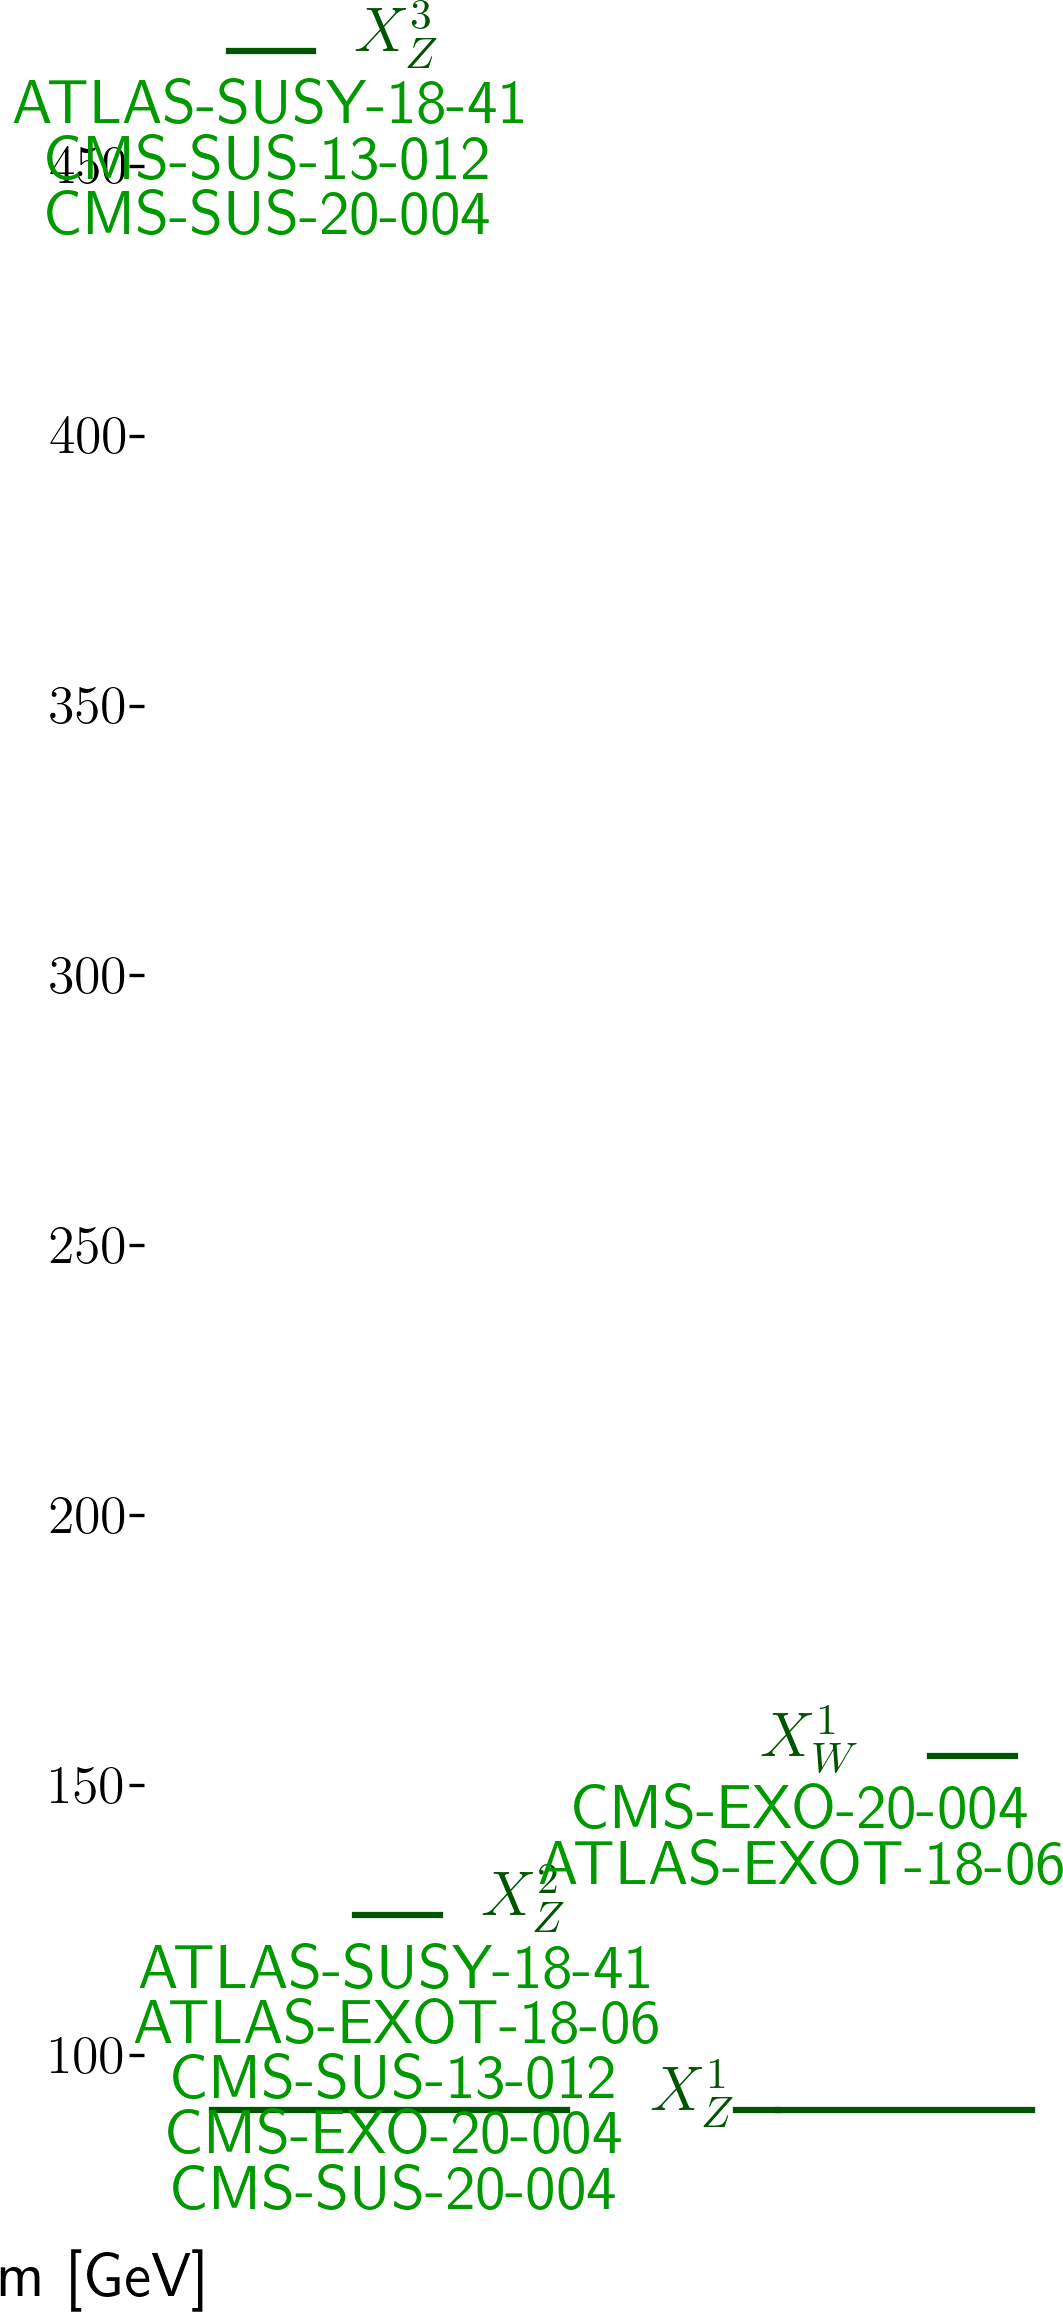 X_Z^3
ATLAS-SUSY-18-41
CMS-SUS-13-012
450-
CMS-SUS-20-004
400-
350-
300-
250-
200-
X_W^1
150-
CMS-EXO-20-004
ATLAS-EXOT-18-06
X_Z^2
ATLAS-SUSY-18-41
ATLAS-EXOT-18-06
100-
CMS-SUS-13-012
X_Z^1
CMS-EXO-20-004
CMS-SUS-20-004
m [GeV]